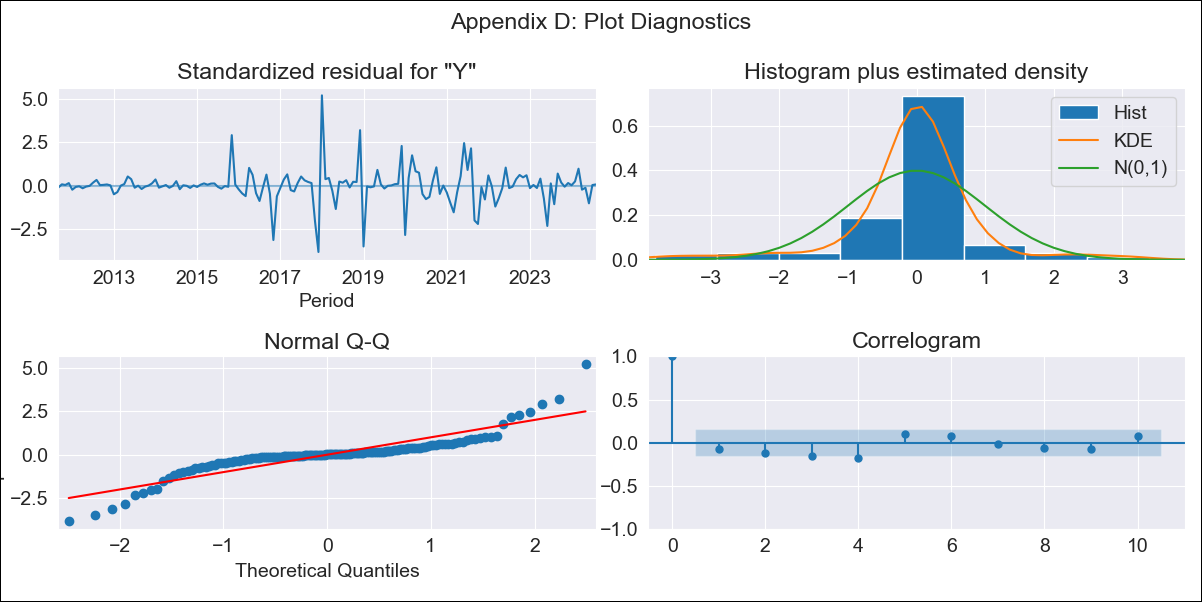 Appendix D: Plot Diagnostics
Standardized residual for "Y"
5.0
2.5
0.0
−2.5
2013 2015 2017 2019 2021 2023
Period
Histogram plus estimated density
0.6
0.4
0.2
0.0
−3 −2 −1 0 1 2 3
Hist
KDE
N(0,1)
Normal Q-Q
5.0
2.5
0.0
−2.5
−2 −1 0 1 2
Theoretical Quantiles
Correlogram
1.0
0.5
0.0
−0.5
−1.0
0 2 4 6 8 10